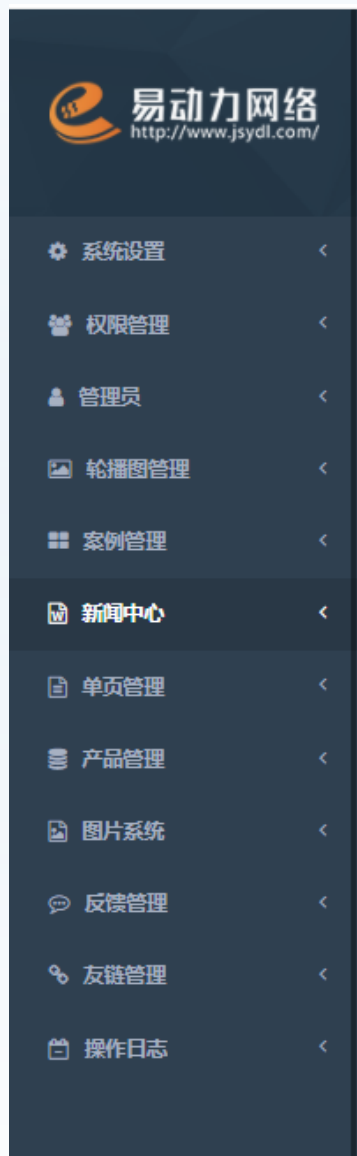 易动力网络
http://www.jsydl.com/
系统设置
权限管理
管理员
轮播图管理
案例管理
新闻中心
单页管理
产品管理
图片系统
反馈管理
友链管理
操作日志